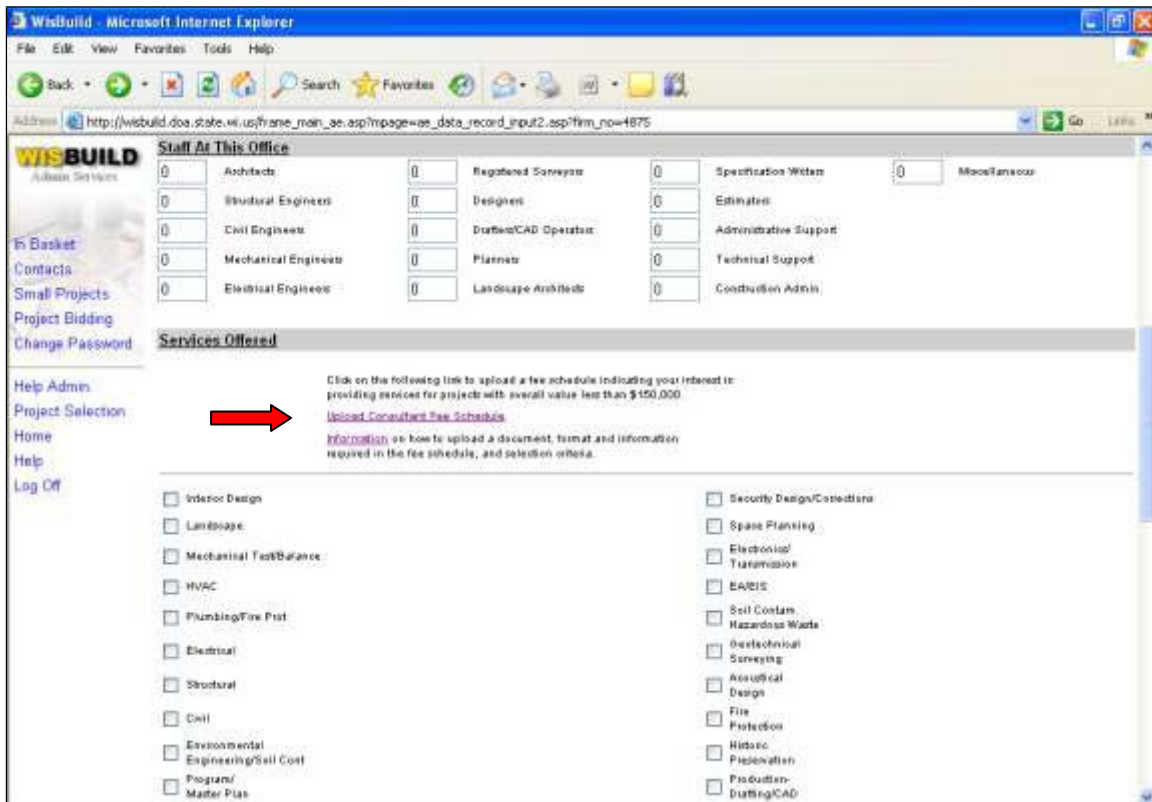 WisBuild - Microsoft Internet Explorer
File Edit View Favorites Tools Help
Back Search Favorites
Address http://wisbuild.doa.state.wi.us/frame_main_ae.asp?mpage=ae_data_record_input2.asp?firm_no=4875 Go Links »
WISBUILD
Admin Services
In Basket
Contacts
Small Projects
Project Bidding
Change Password
Help Admin
Project Selection
Home
Help
Log Off
Staff At This Office
0 Architects 0 Registered Surveyors 0 Specification Writers 0 Miscellaneous
0 Structural Engineers 0 Designers 0 Estimators
0 Civil Engineers 0 Drafters/CAD Operators 0 Administrative Support
0 Mechanical Engineers 0 Planners 0 Technical Support
0 Electrical Engineers 0 Landscape Architects 0 Construction Admin.
Services Offered
Click on the following link to upload a fee schedule indicating your interest in
providing services for projects with overall value less than $150,000.
Upload Consultant Fee Schedule
Information on how to upload a document, format and information
required in the fee schedule, and selection criteria.
Interior Design Security Design/Corrections
Landscape Space Planning
Mechanical Test/Balance Electronics/
Transmission
HVAC EA/EIS
Plumbing/Fire Prot Soil Contam.
Hazardous Waste
Electrical Geotechnical
Surveying
Structural Acoustical
Design
Civil Fire
Protection
Environmental
Engineering/Soil Cont Historic
Preservation
Program/
Master Plan Production-
Drafting/CAD